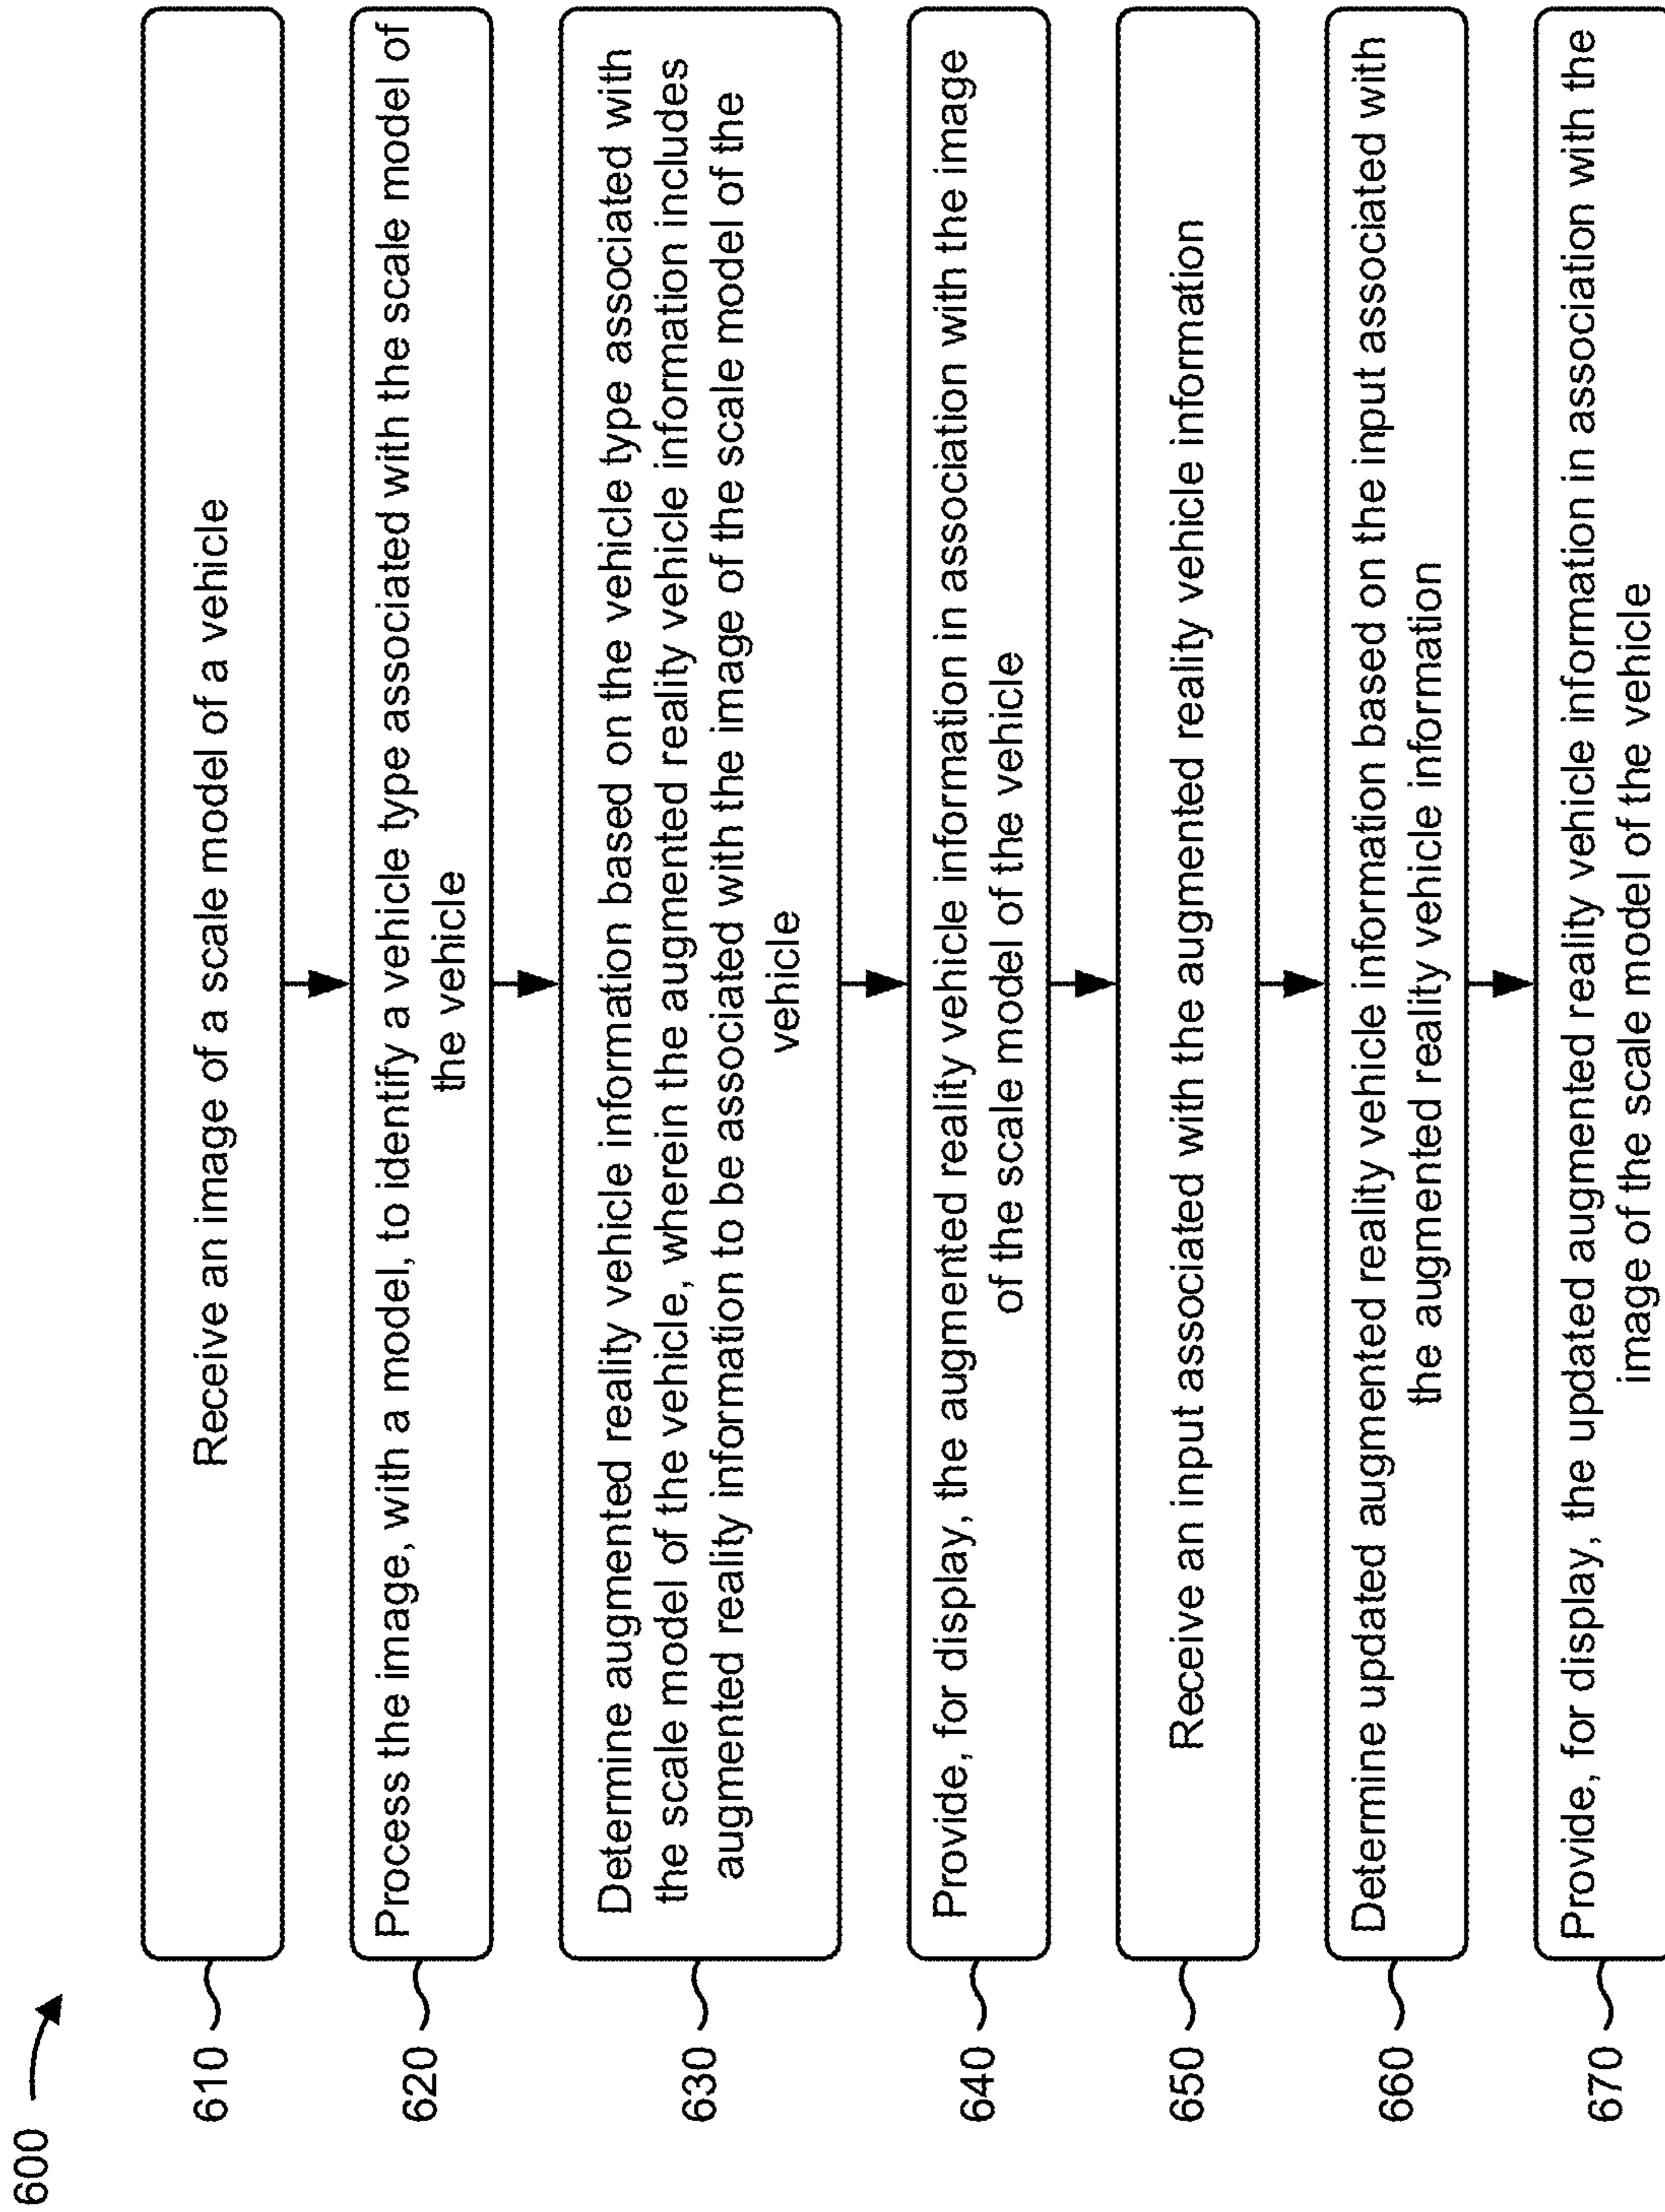 600
610
Receive an image of a scale model of a vehicle
620
Process the image, with a model, to identify a vehicle type associated with the scale model of
the vehicle
630
Determine augmented reality vehicle information based on the vehicle type associated with
the scale model of the vehicle, wherein the augmented reality vehicle information includes
augmented reality information to be associated with the image of the scale model of the
vehicle
640
Provide, for display, the augmented reality vehicle information in association with the image
of the scale model of the vehicle
650
Receive an input associated with the augmented reality vehicle information
660
Determine updated augmented reality vehicle information based on the input associated with
the augmented reality vehicle information
670
Provide, for display, the updated augmented reality vehicle information in association with the
image of the scale model of the vehicle